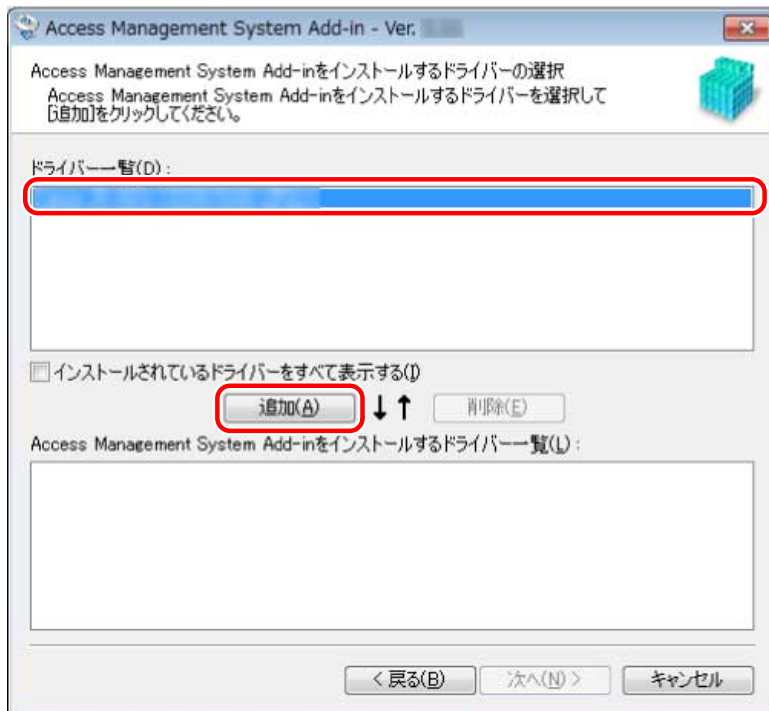 Access Management System Add-in - Ver.
Access Management System Add-inをインストールするドライバーの選択
Access Management System Add-inをインストールするドライバーを選択して
[追加]をクリックしてください。
ドライバー一覧(D):
インストールされているドライバーをすべて表示する(I)
追加(A) ↓↑ 削除(E)
Access Management System Add-inをインストールするドライバー一覧(L):
< 戻る(B) 次へ(N) > キャンセル